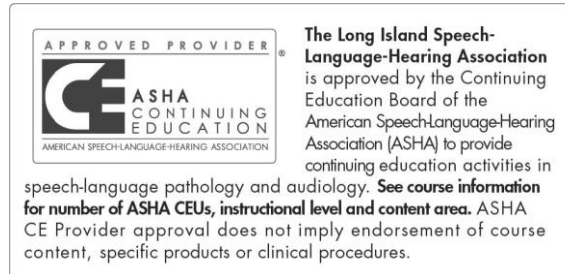 APPROVED PROVIDER ®
CE
ASHA
CONTINUING
EDUCATION
AMERICAN SPEECH-LANGUAGE-HEARING ASSOCIATION
The Long Island Speech-
Language-Hearing Association
is approved by the Continuing
Education Board of the
American Speech-Language-Hearing
Association (ASHA) to provide
continuing education activities in
speech-language pathology and audiology. See course information
for number of ASHA CEUs, instructional level and content area. ASHA
CE Provider approval does not imply endorsement of course
content, specific products or clinical procedures.